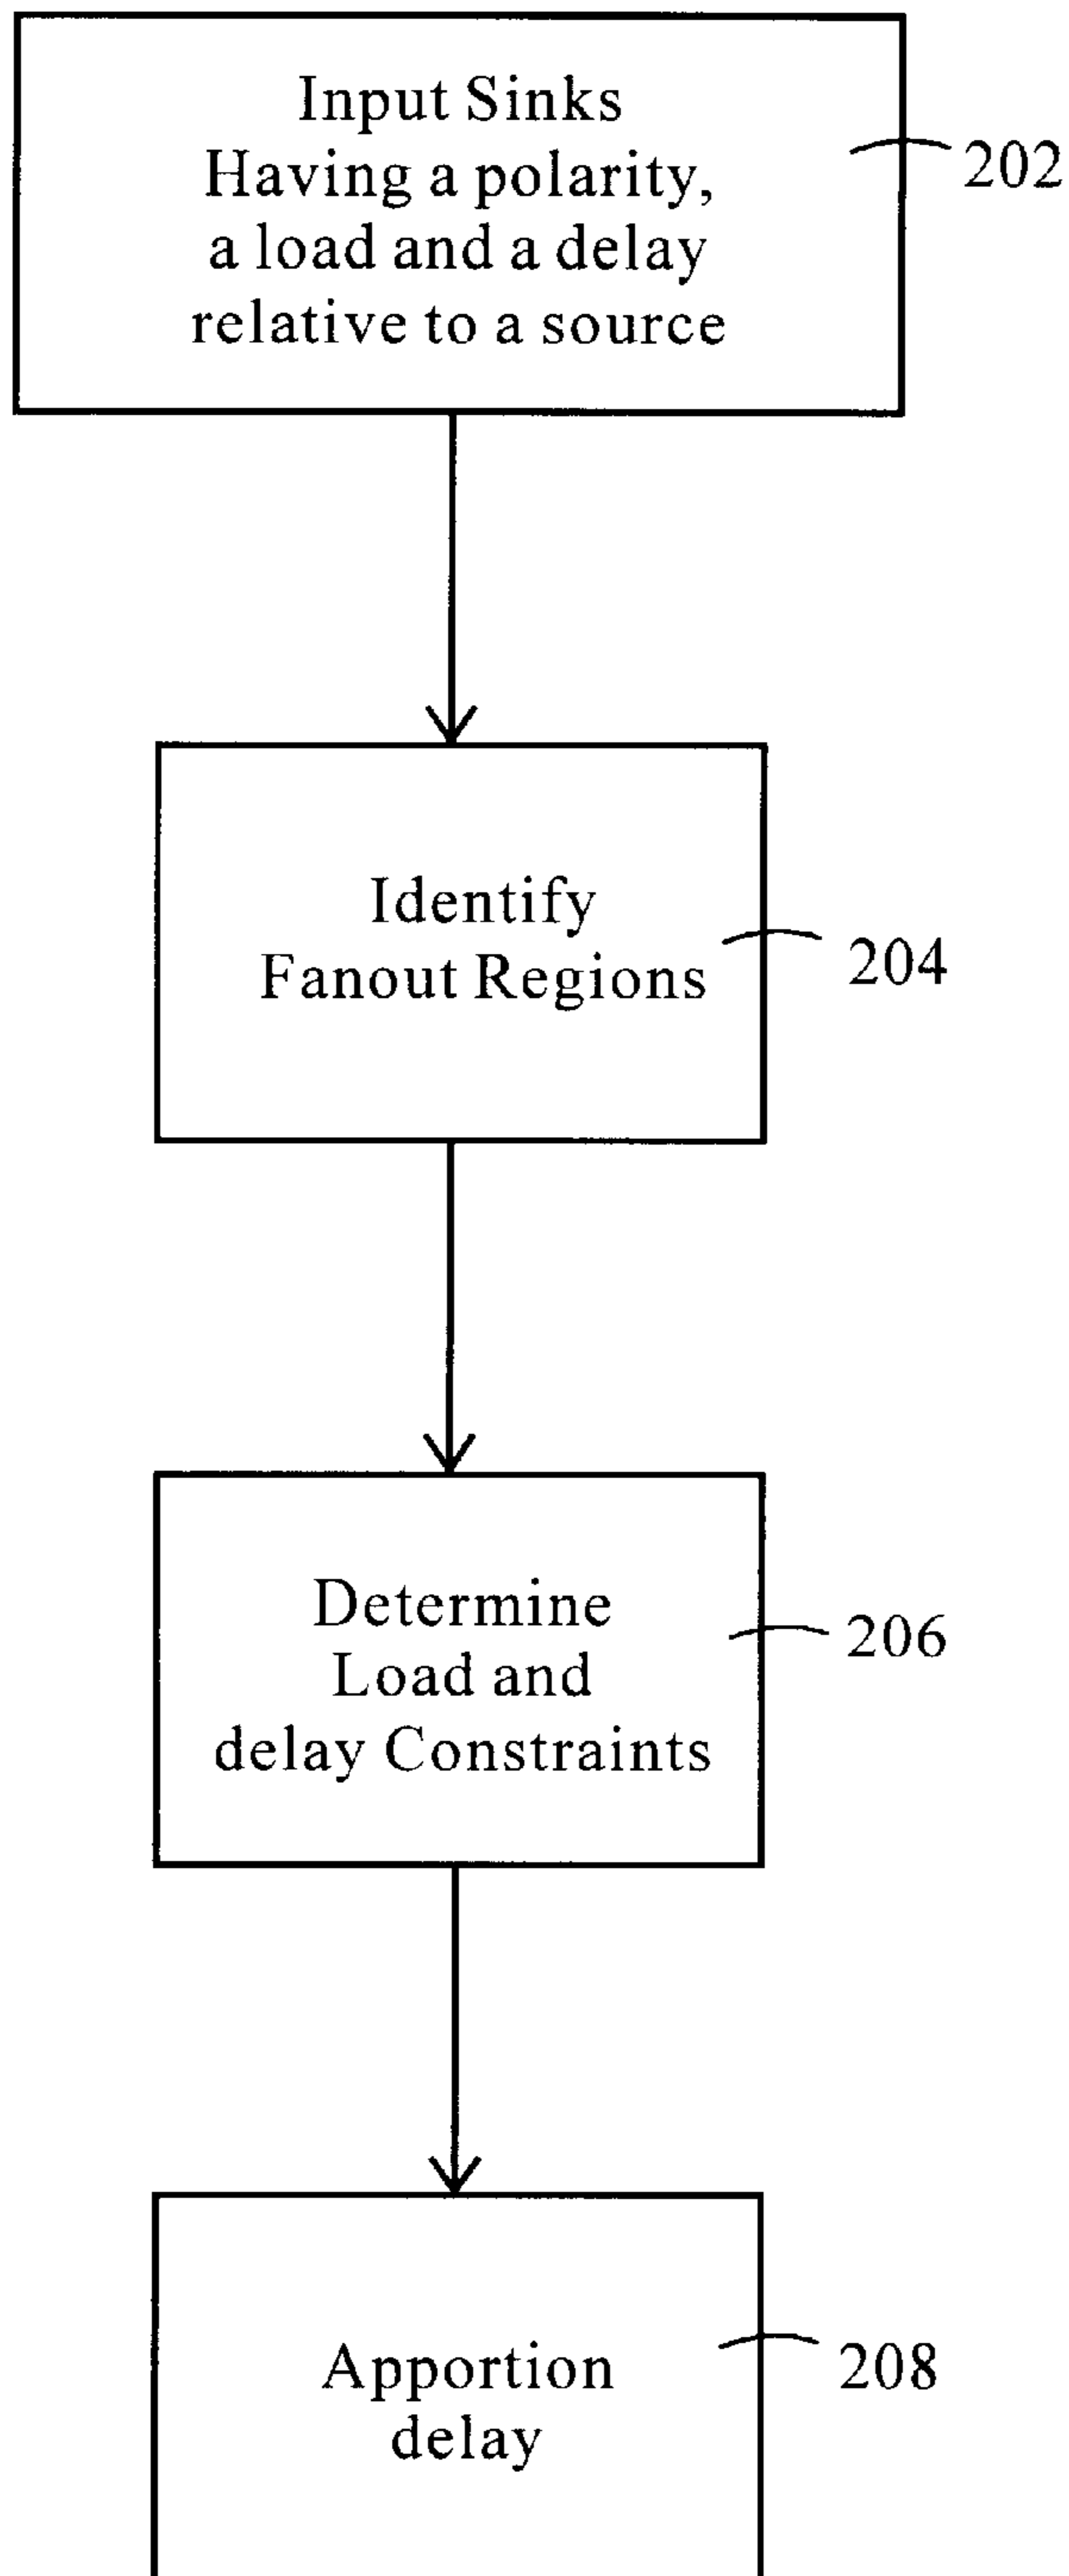 Input Sinks
Having a polarity,
a load and a delay
relative to a source
202
Identify
Fanout Regions
204
Determine
Load and
delay Constraints
206
Apportion
delay
208